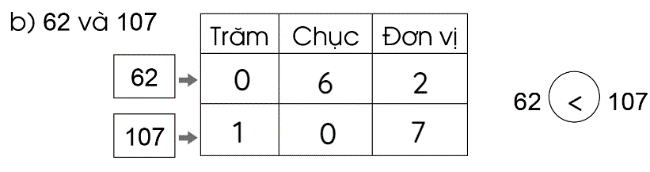 b) 62 và 107
Trăm Chục Đơn vị
62 0 6 2
107 1 0 7
62 < 107